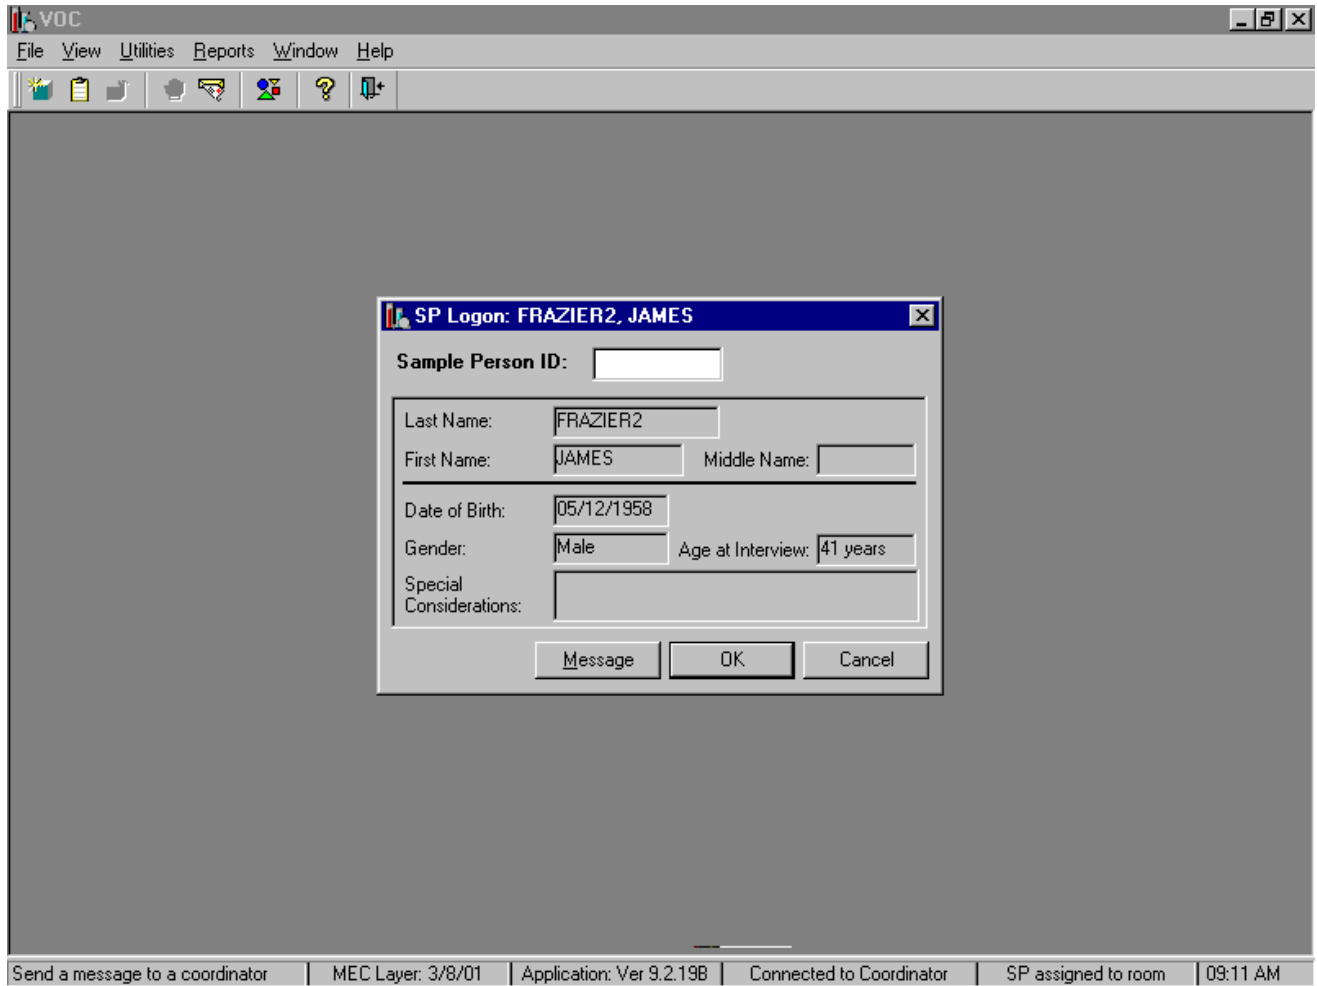 VOC
File View Utilities Reports Window Help
SP Logon: FRAZIER2, JAMES
Sample Person ID:
Last Name: FRAZIER2
First Name: JAMES Middle Name:
Date of Birth: 05/12/1958
Gender: Male Age at Interview: 41 years
Special
Considerations:
Message OK Cancel
Send a message to a coordinator MEC Layer: 3/8/01 Application: Ver 9.2.19B Connected to Coordinator SP assigned to room 09:11 AM